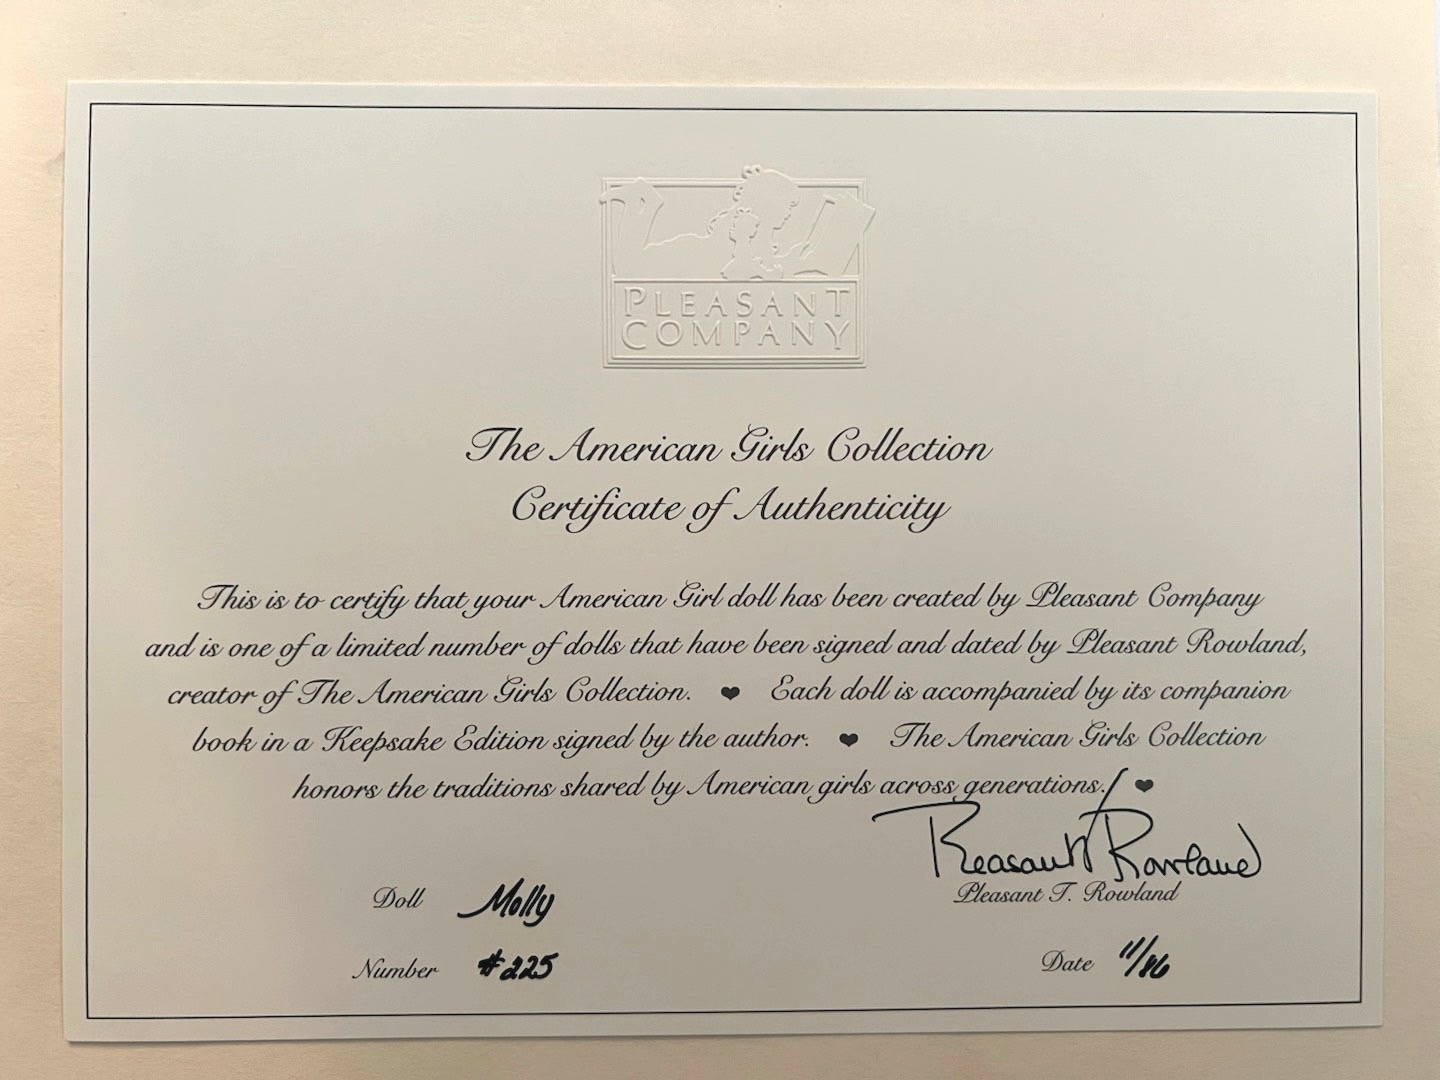 PLEASANT
COMPANY
The American Girls Collection
Certificate of Authenticity
This is to certify that your American Girl doll has been created by Pleasant Company
and is one of a limited number of dolls that have been signed and dated by Pleasant Rowland,
creator of The American Girls Collection. ❤ Each doll is accompanied by its companion
book in a Keepsake Edition signed by the author. ❤ The American Girls Collection
honors the traditions shared by American girls across generations. ❤
Pleasant T Rowland
Pleasant T. Rowland
Doll Molly
Number #225
Date 11/86